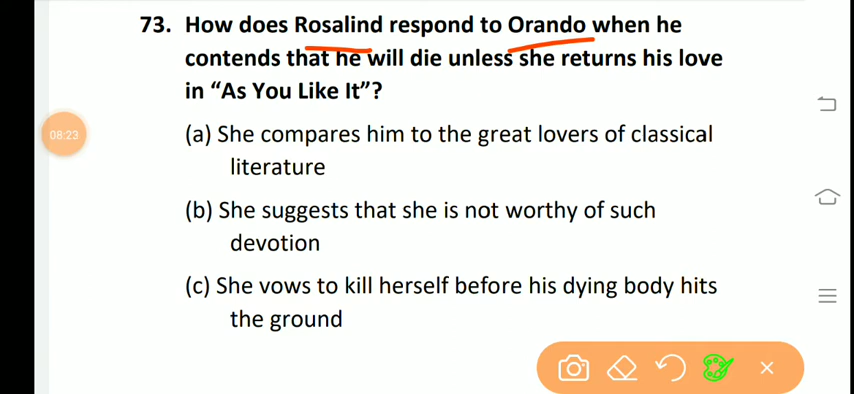 73. How does Rosalind respond to Orando when he
contends that he will die unless she returns his love
in “As You Like It”?
(a) She compares him to the great lovers of classical
literature
(b) She suggests that she is not worthy of such
devotion
(c) She vows to kill herself before his dying body hits
the ground
08:23